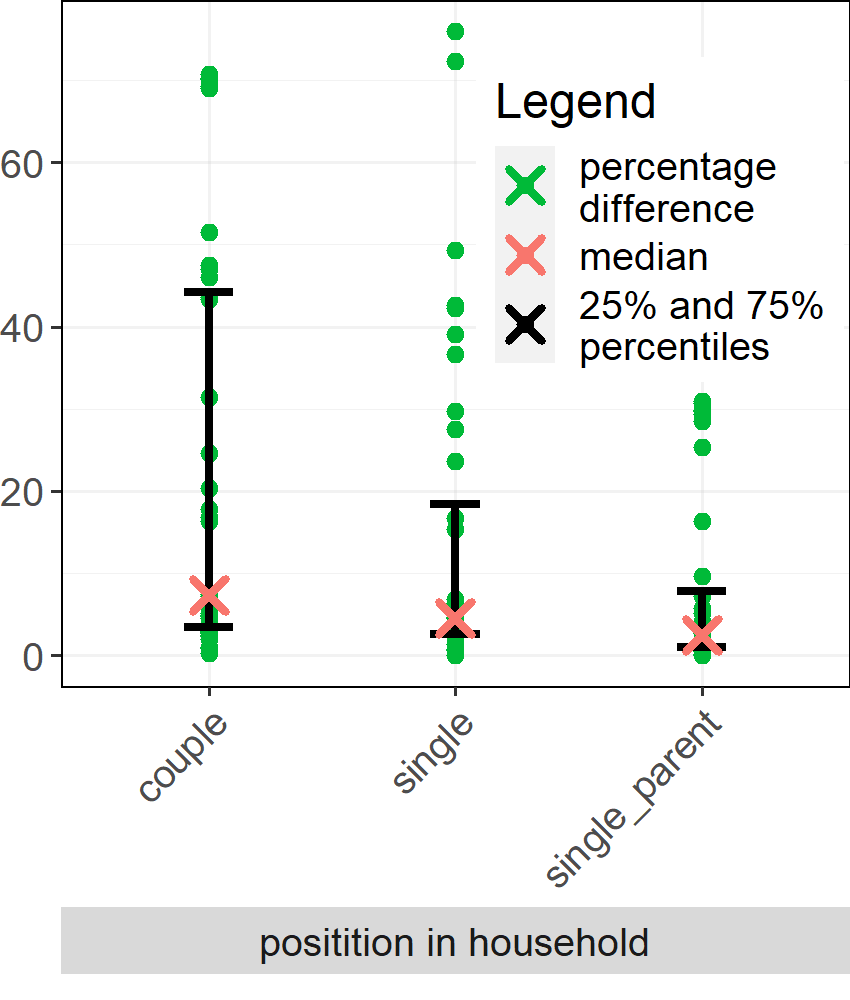 60
40
20
0
Legend
percentage
difference
median
25% and 75%
percentiles
couple
single
single_parent
positition in household